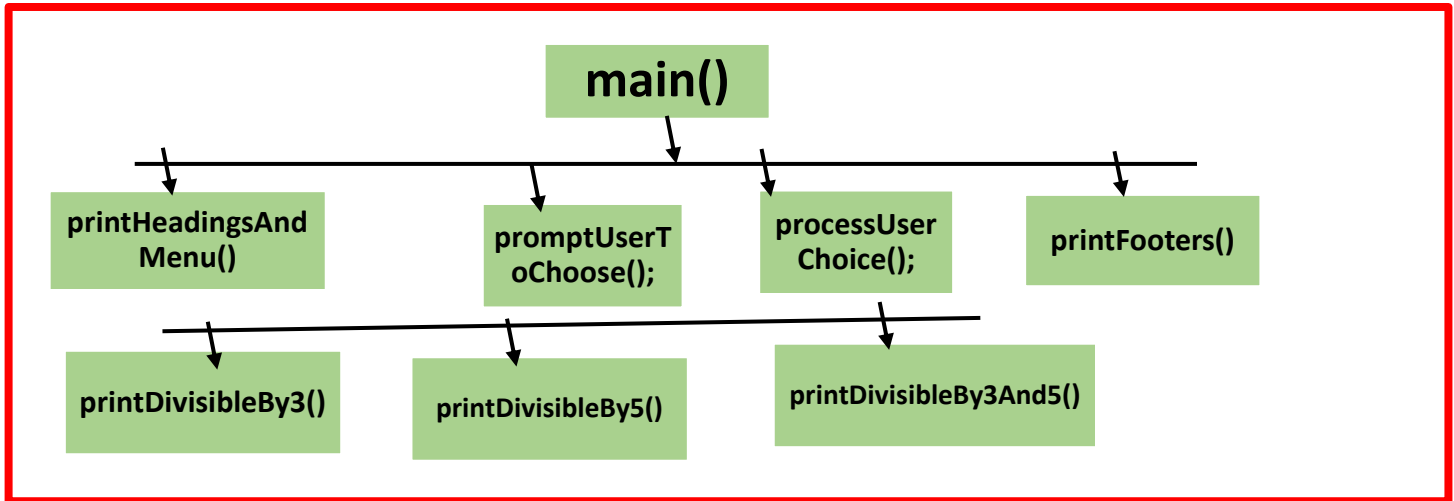 main()
printHeadingsAnd
Menu()
promptUserT
oChoose();
processUser
Choice();
printFooters()
printDivisibleBy3()
printDivisibleBy5()
printDivisibleBy3And5()